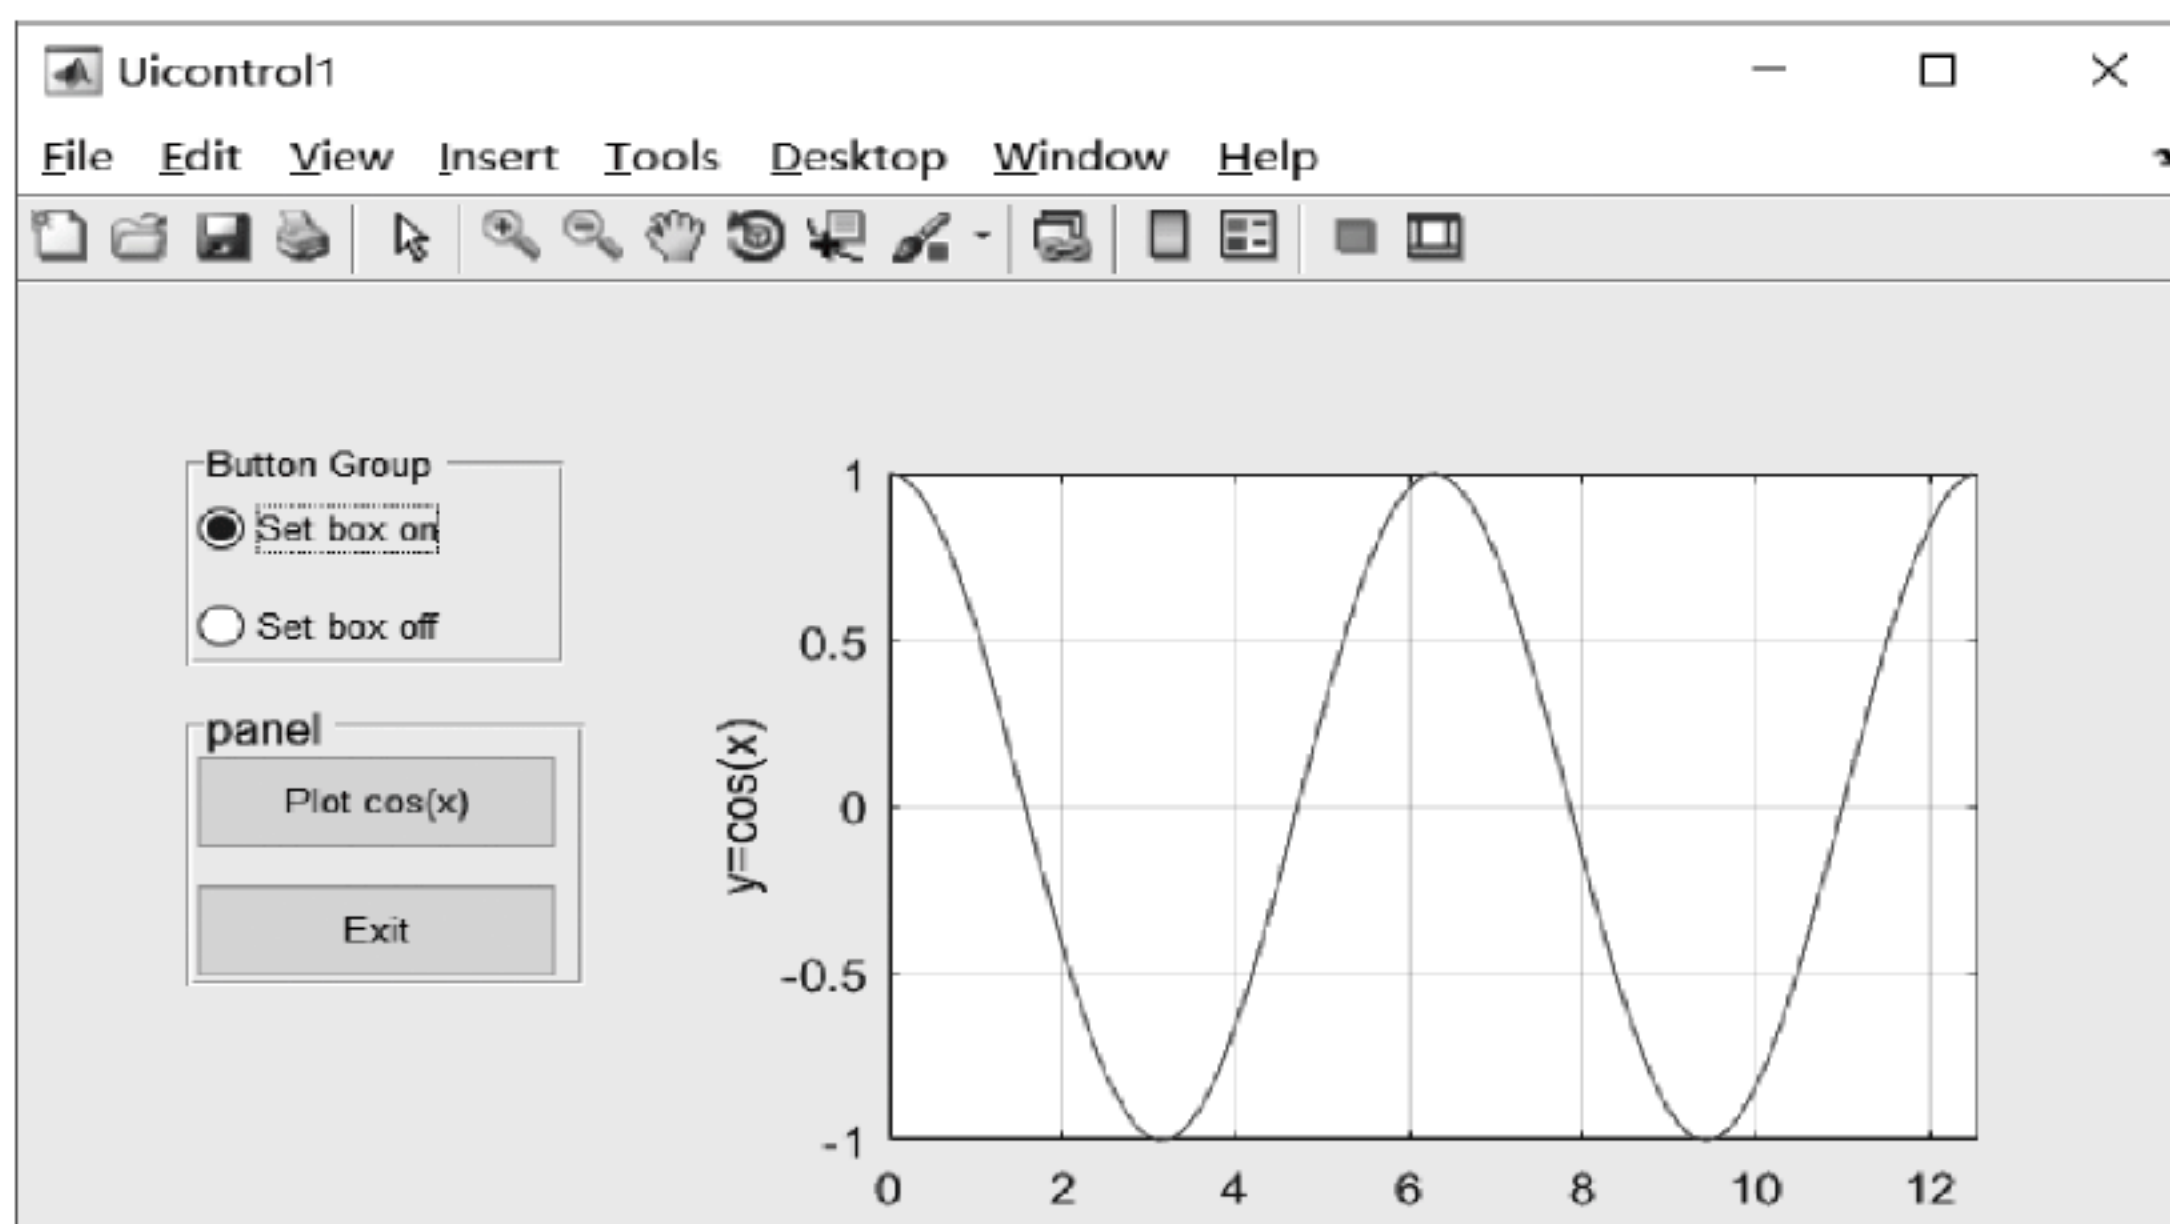 Uicontrol1
File Edit View Insert Tools Desktop Window Help
Button Group
Set box on
Set box off
panel
Plot cos(x)
Exit
y=cos(x)
1
0.5
0
-0.5
-1
0 2 4 6 8 10 12